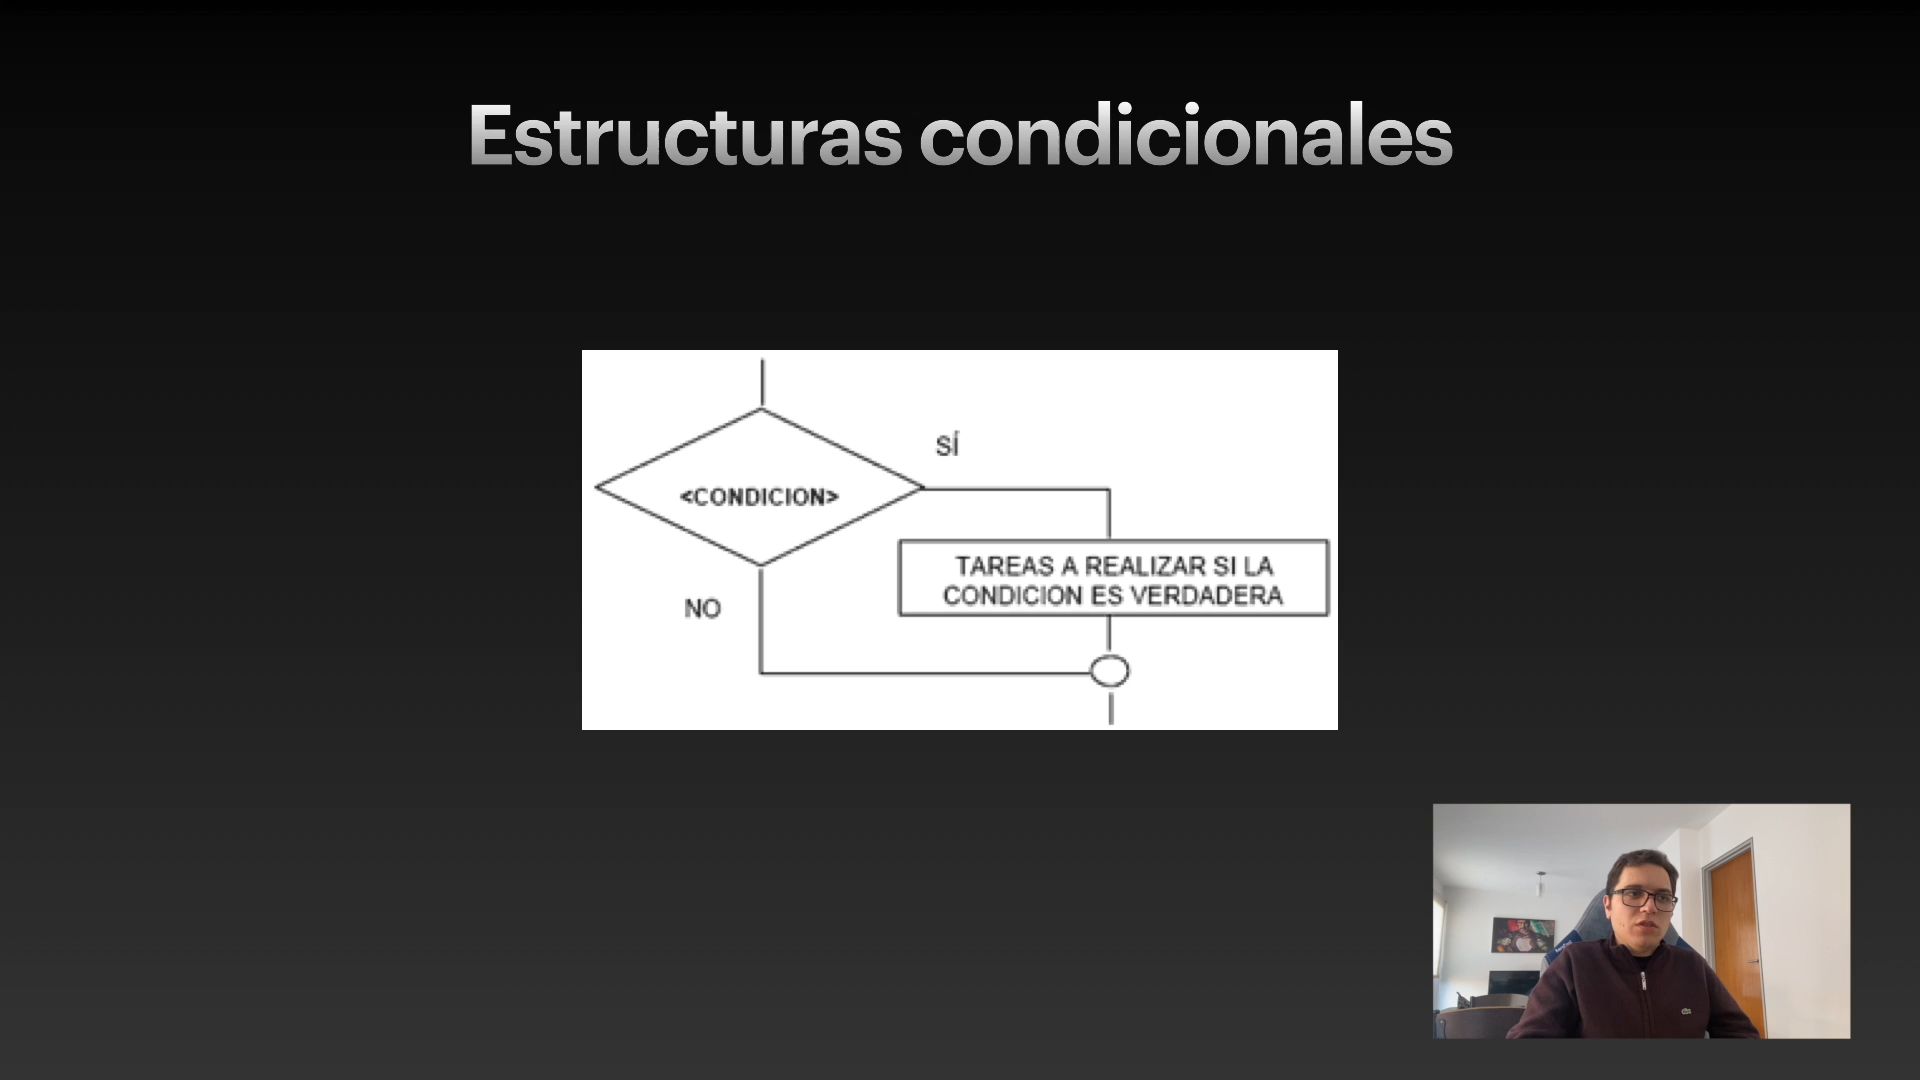 Estructuras condicionales
SÍ
<CONDICION>
TAREAS A REALIZAR SI LA
CONDICION ES VERDADERA
NO